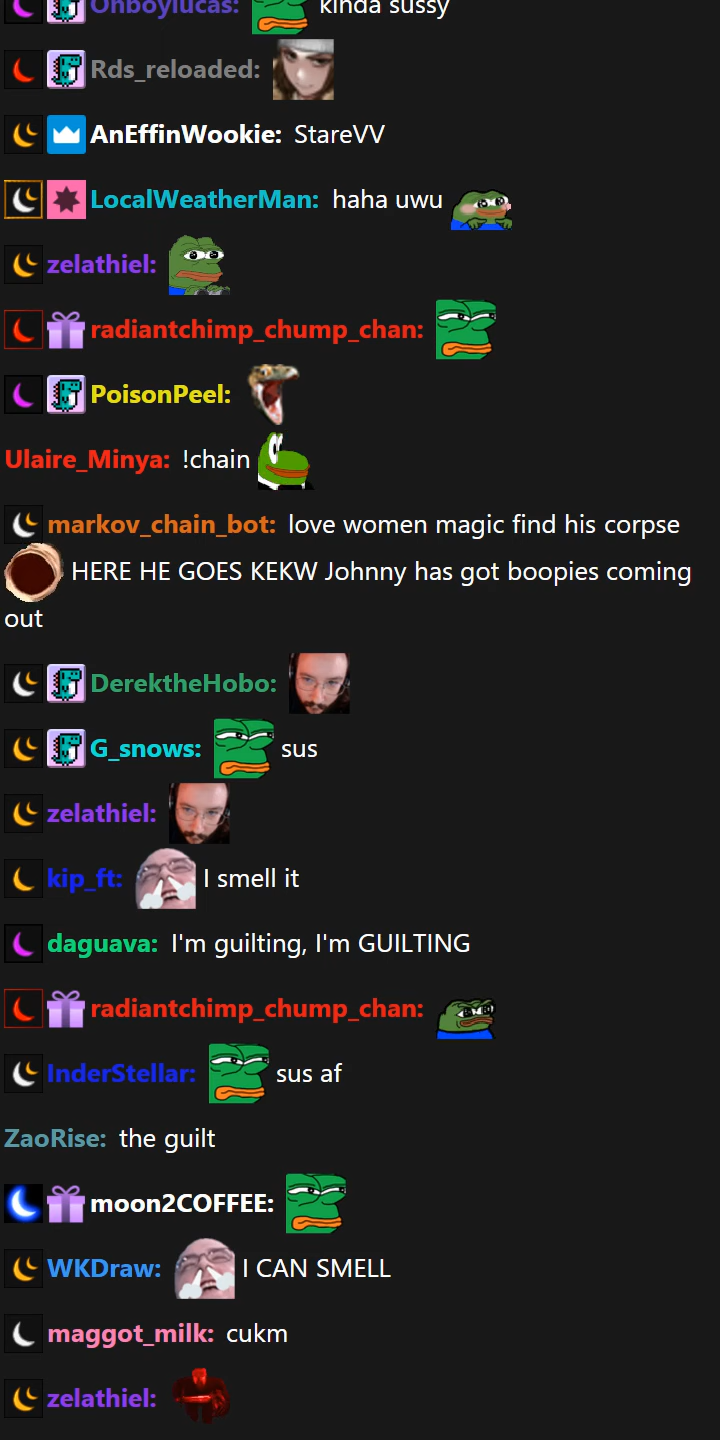 Onboylucas: kinda sussy
Rds_reloaded:
AnEffinWookie: StareVV
LocalWeatherMan: haha uwu
zelathiel:
radiantchimp_chump_chan:
PoisonPeel:
Ulaire_Minya: !chain
markov_chain_bot: love women magic find his corpse
HERE HE GOES KEKW Johnny has got boopies coming
out
DerektheHobo:
G_snows: sus
zelathiel:
kip_ft: I smell it
daguava: I'm guilting, I'm GUILTING
radiantchimp_chump_chan:
InderStellar: sus af
ZaoRise: the guilt
moon2COFFEE:
WKDraw: I CAN SMELL
maggot_milk: cukm
zelathiel: